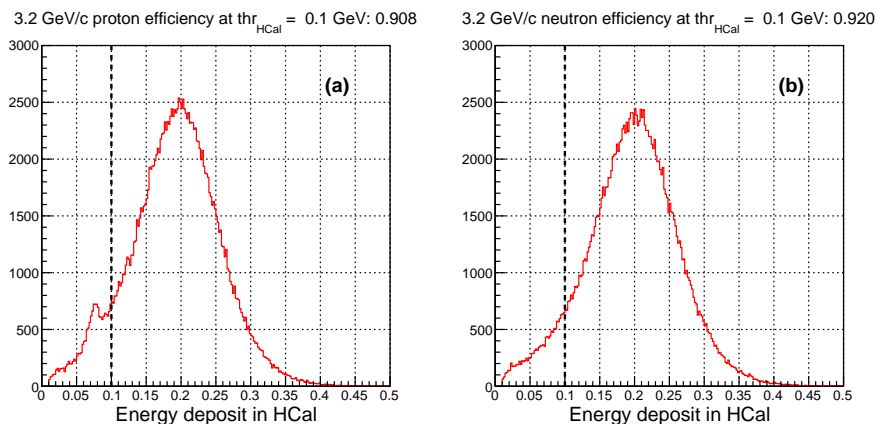 3.2 GeV/c proton efficiency at thr_HCal = 0.1 GeV: 0.908
3000
2500
2000
1500
1000
500
0
0 0.05 0.1 0.15 0.2 0.25 0.3 0.35 0.4 0.45 0.5
Energy deposit in HCal
(a)
3.2 GeV/c neutron efficiency at thr_HCal = 0.1 GeV: 0.920
3000
2500
2000
1500
1000
500
0
0 0.05 0.1 0.15 0.2 0.25 0.3 0.35 0.4 0.45 0.5
Energy deposit in HCal
(b)